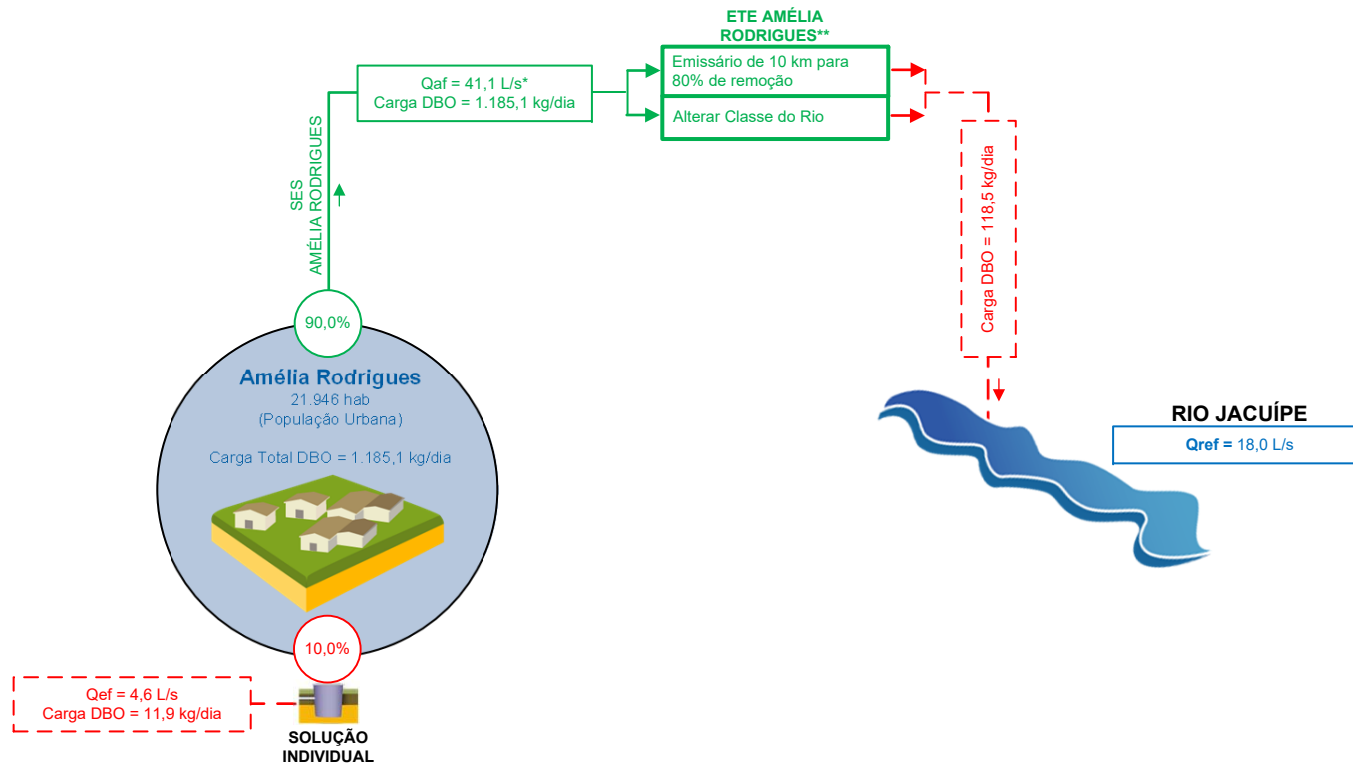 ETE AMÉLIA
RODRIGUES**
Emissário de 10 km para
80% de remoção
Alterar Classe do Rio
Qaf = 41,1 L/s*
Carga DBO = 1.185,1 kg/dia
SES
AMÉLIA RODRIGUES
Carga DBO = 118,5 kg/dia
90,0%
Amélia Rodrigues
21.946 hab
(População Urbana)
Carga Total DBO = 1.185,1 kg/dia
RIO JACUÍPE
Qref = 18,0 L/s
10,0%
Qef = 4,6 L/s
Carga DBO = 11,9 kg/dia
SOLUÇÃO
INDIVIDUAL